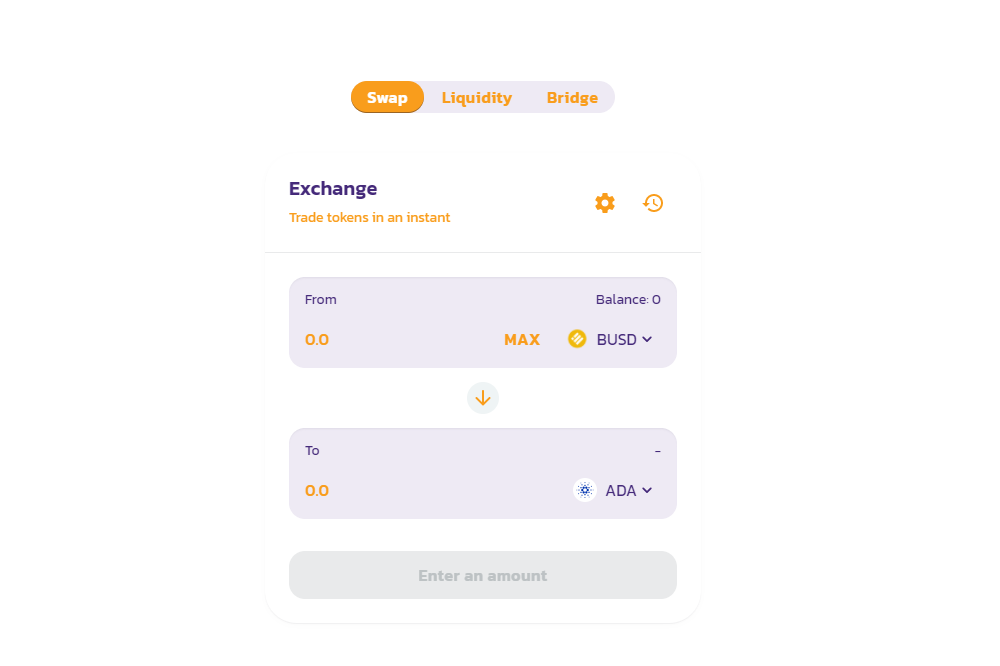 Swap Liquidity Bridge
Exchange
Trade tokens in an instant
From Balance: 0
0.0 MAX BUSD
To -
0.0 ADA
Enter an amount